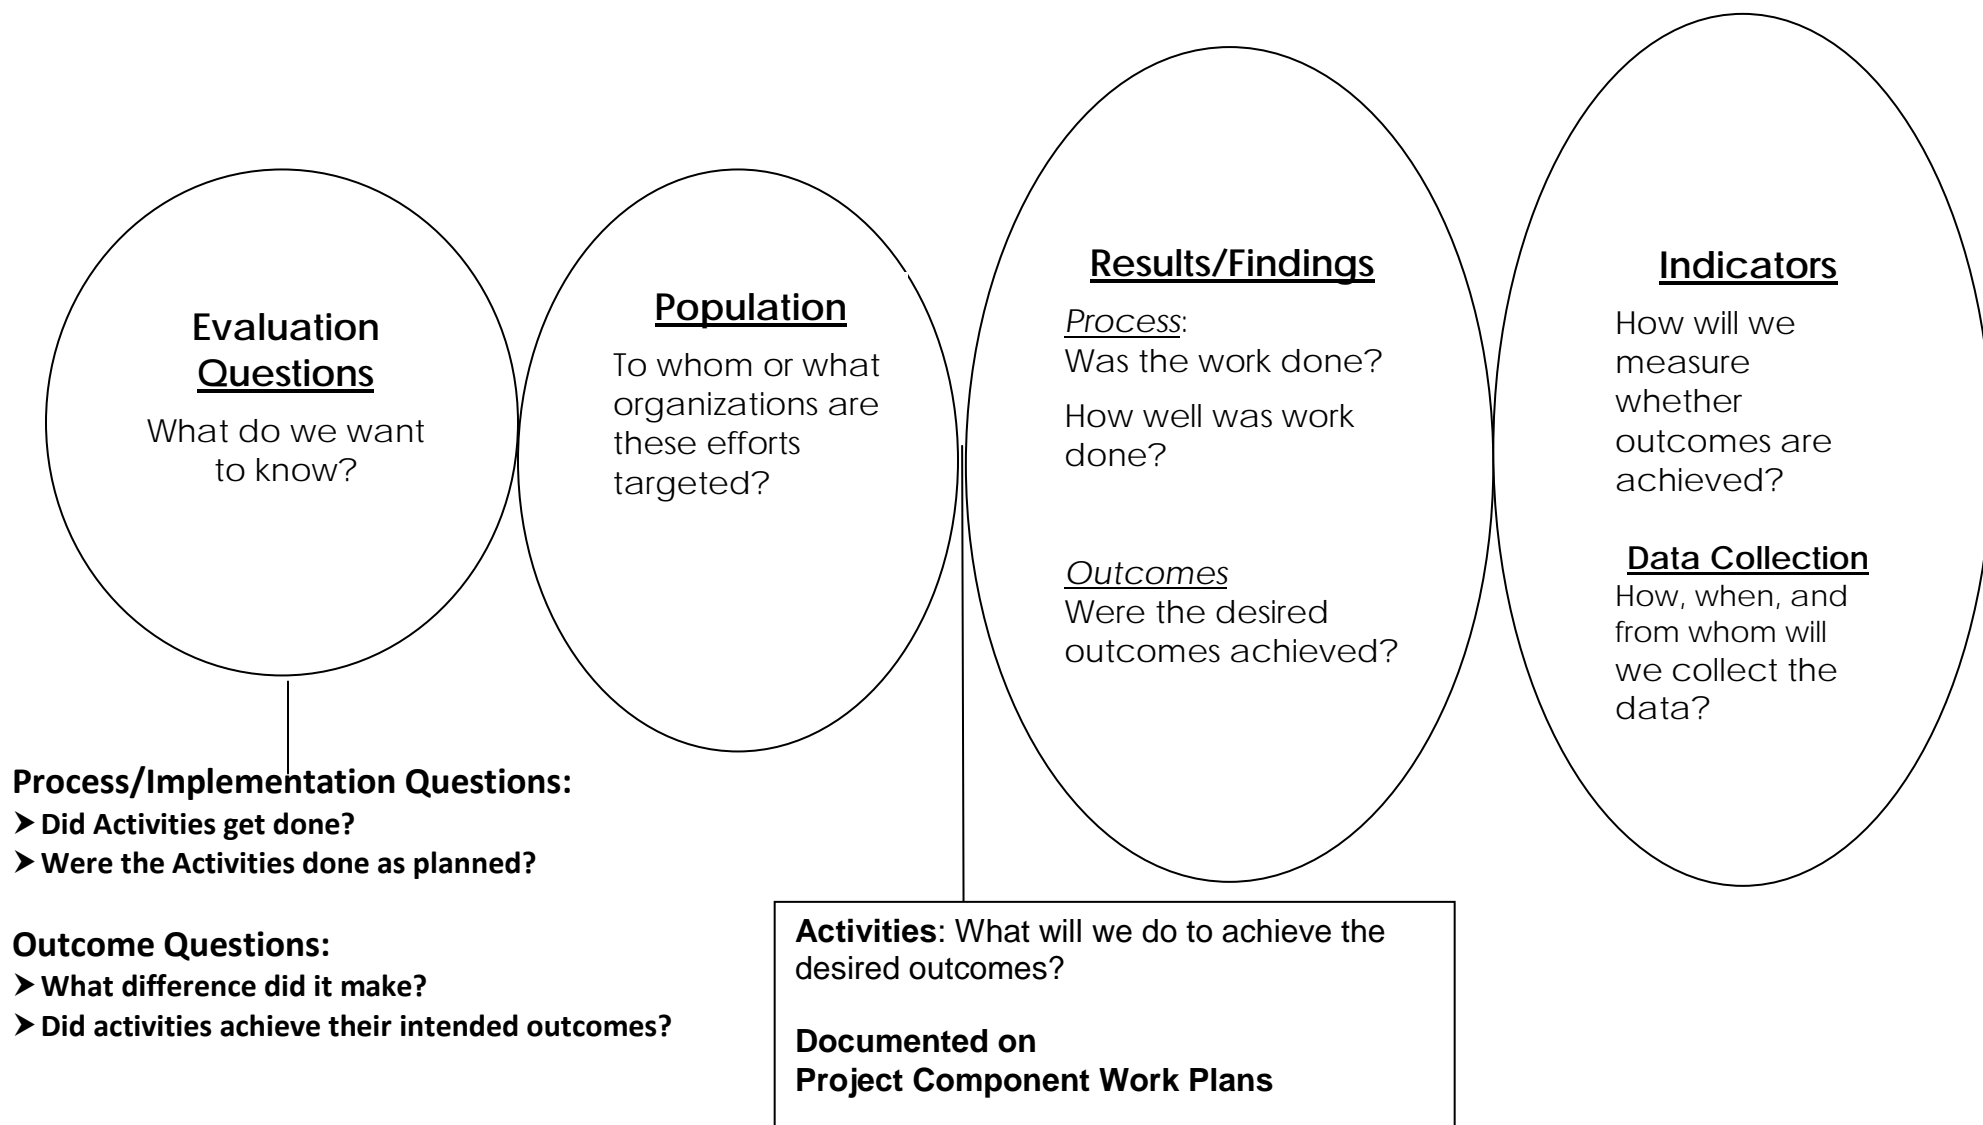 Evaluation
Questions
What do we want
to know?
Population
To whom or what
organizations are
these efforts
targeted?
Results/Findings
Process:
Was the work done?
How well was work
done?
Outcomes
Were the desired
outcomes achieved?
Indicators
How will we
measure
whether
outcomes are
achieved?
Data Collection
How, when, and
from whom will
we collect the
data?
Process/Implementation Questions:
➤ Did Activities get done?
➤ Were the Activities done as planned?
Outcome Questions:
➤ What difference did it make?
➤ Did activities achieve their intended outcomes?
Activities: What will we do to achieve the
desired outcomes?
Documented on
Project Component Work Plans